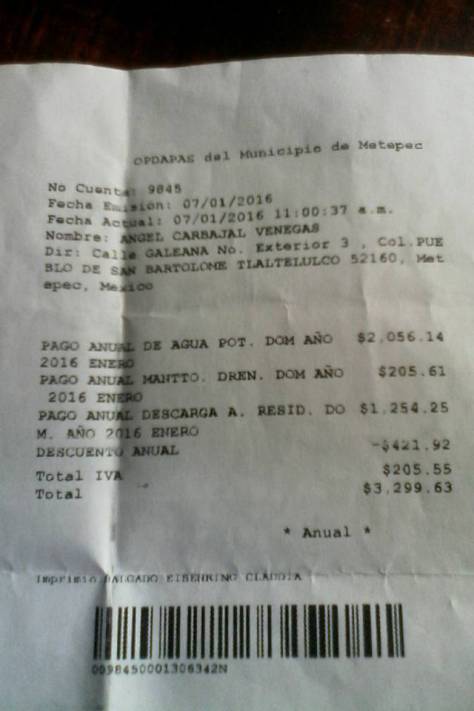 OPDAPAS del Municipio de Metepec
No Cuenta: 9845
Fecha Emision: 07/01/2016
Fecha Actual: 07/01/2016 11:00:37 a.m.
Nombre: ANGEL CARBAJAL VENEGAS
Dir: Calle GALEANA No. Exterior 3 , Col.PUE
BLO DE SAN BARTOLOME TLALTELULCO 52160, Met
epec, Mexico
PAGO ANUAL DE AGUA POT. DOM AÑO $2,056.14
2016 ENERO
PAGO ANUAL MANTTO. DREN. DOM AÑO $205.61
2016 ENERO
PAGO ANUAL DESCARGA A. RESID. DO $1,254.25
M. AÑO 2016 ENERO
DESCUENTO ANUAL -$421.92
Total IVA $205.55
Total $3,299.63
* Anual *
Imprimio CLAUDIA
0098450001306342N